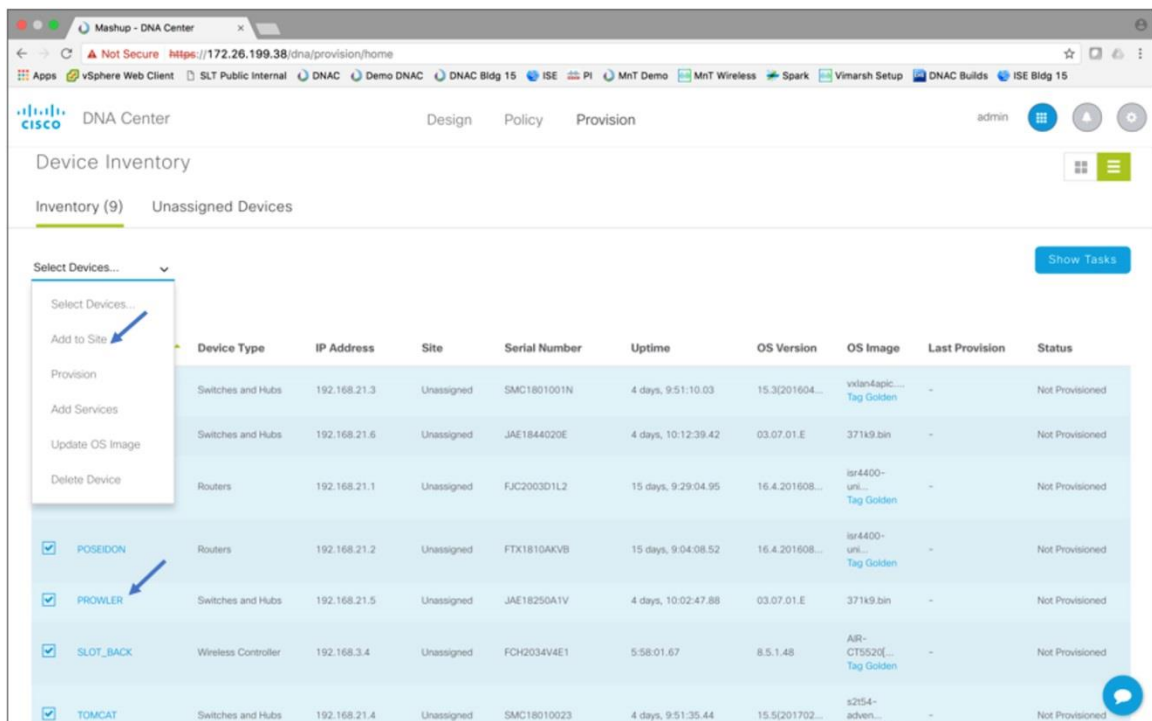 Mashup - DNA Center
Not Secure https://172.26.199.38/dna/provision/home
Apps vSphere Web Client SLT Public Internal DNAC Demo DNAC DNAC Bldg 15 ISE PI MnT Demo MnT Wireless Spark Vimarsh Setup DNAC Builds ISE Bldg 15
CISCO DNA Center Design Policy Provision admin
Device Inventory
Inventory (9) Unassigned Devices
Select Devices... Show Tasks
Select Devices...
Add to Site
Provision
Add Services
Update OS Image
Delete Device
Device Type IP Address Site Serial Number Uptime OS Version OS Image Last Provision Status
Switches and Hubs 192.168.21.3 Unassigned SMC1801001N 4 days, 9:51:10.03 15.3(201604... vxlan4apic.... Tag Golden - Not Provisioned
Switches and Hubs 192.168.21.6 Unassigned JAE1844020E 4 days, 10:12:39.42 03.07.01.E 371k9.bin - Not Provisioned
Routers 192.168.21.1 Unassigned FJC2003D1L2 15 days, 9:29:04.95 16.4.201608... isr4400-uni... Tag Golden - Not Provisioned
POSEIDON Routers 192.168.21.2 Unassigned FTX1810AKVB 15 days, 9:04:08.52 16.4.201608... isr4400-uni... Tag Golden - Not Provisioned
PROWLER Switches and Hubs 192.168.21.5 Unassigned JAE18250A1V 4 days, 10:02:47.88 03.07.01.E 371k9.bin - Not Provisioned
SLOT_BACK Wireless Controller 192.168.3.4 Unassigned FCH2034V4E1 5:58:01.67 8.5.1.48 AIR-CT5520[... Tag Golden - Not Provisioned
TOMCAT Switches and Hubs 192.168.21.4 Unassigned SMC18010023 4 days, 9:51:35.44 15.5(201702... s2t54-adven... - Not Provisioned